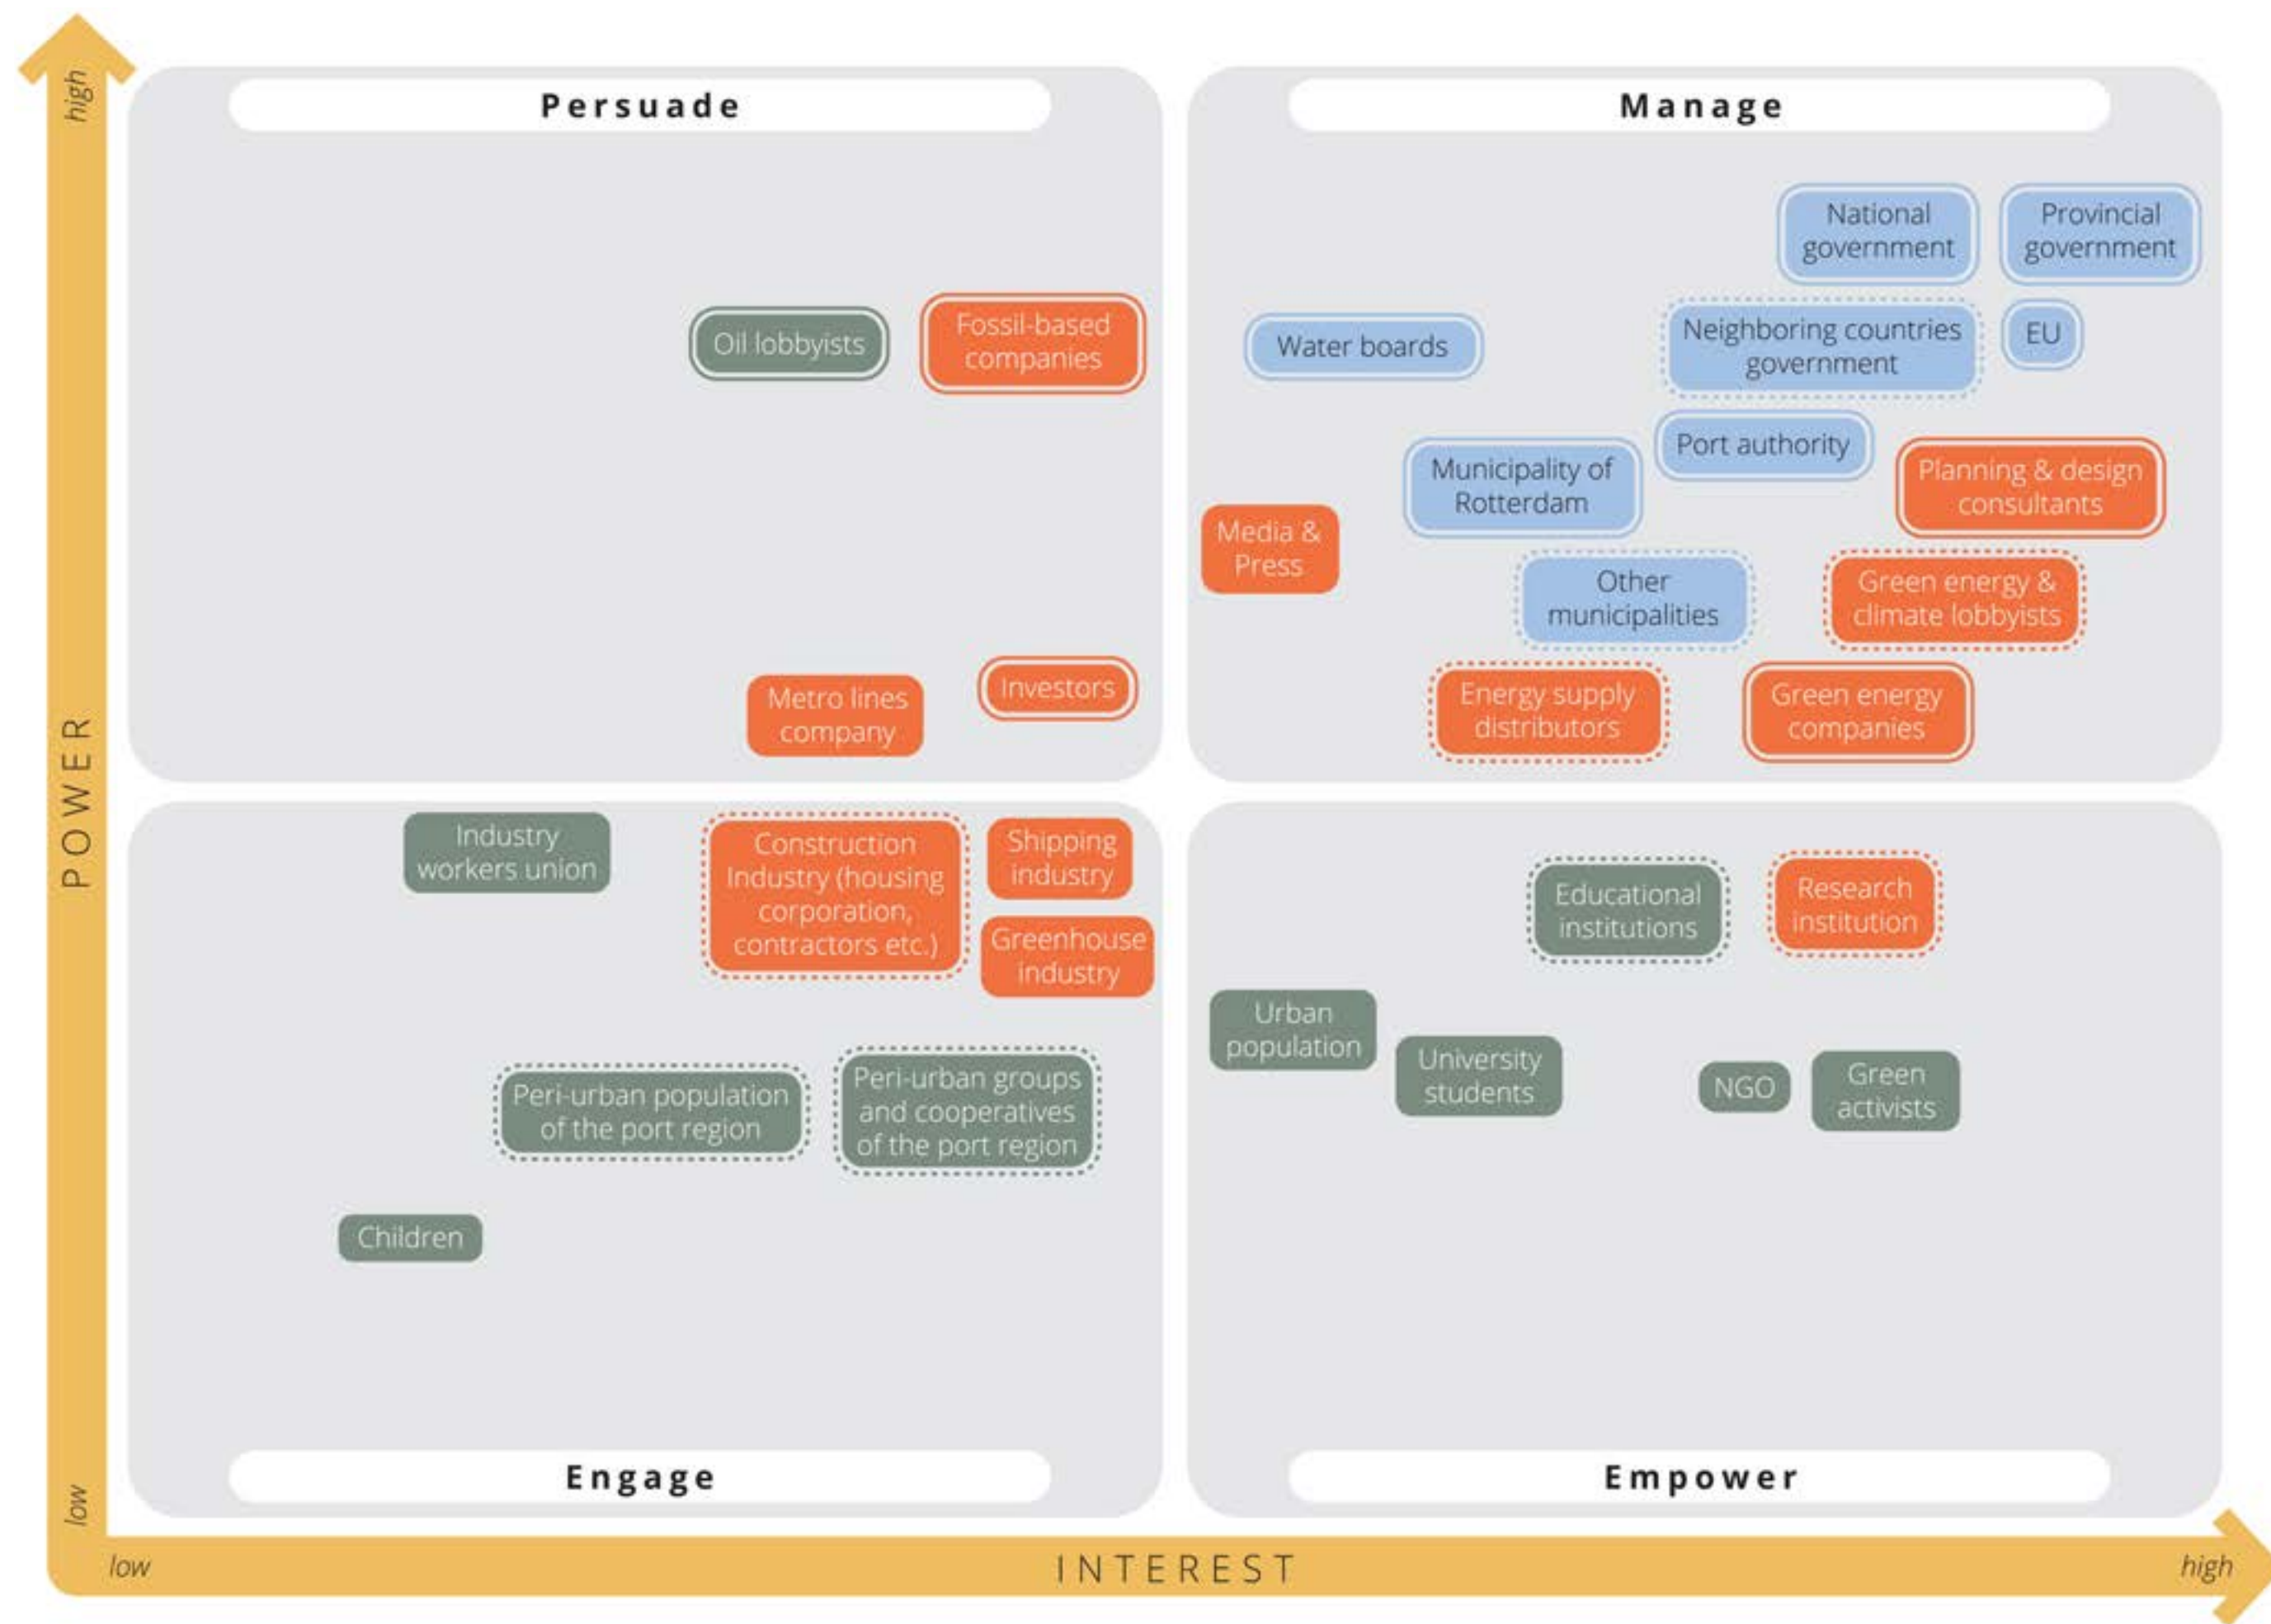 high
Persuade
Manage
National
government
Provincial
government
Oil lobbyists
Fossil-based
companies
Water boards
Neighboring countries
government
EU
Port authority
Municipality of
Rotterdam
Planning & design
consultants
Media &
Press
Other
municipalities
Green energy &
climate lobbyists
Metro lines
company
Investors
Energy supply
distributors
Green energy
companies
POWER
Industry
workers union
Construction
Industry (housing
corporation,
contractors etc.)
Shipping
industry
Greenhouse
industry
Educational
institutions
Research
institution
Urban
population
University
students
NGO
Green
activists
Peri-urban population
of the port region
Peri-urban groups
and cooperatives
of the port region
Children
Engage
Empower
low
low
INTEREST
high